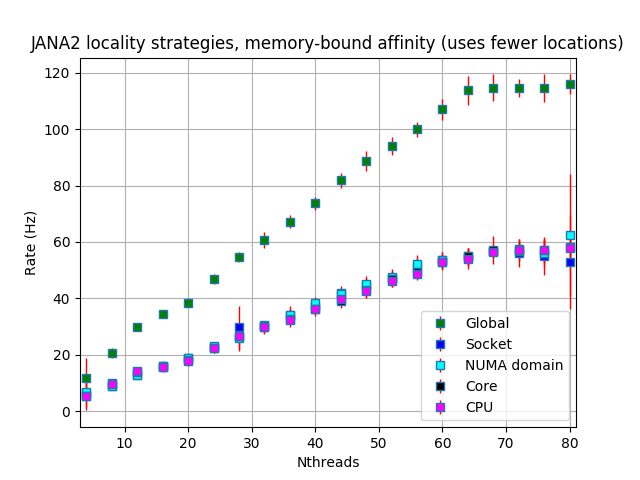 JANA2 locality strategies, memory-bound affinity (uses fewer locations)
120
100
80
60
40
20
0
Rate (Hz)
10
20
30
40
50
60
70
80
Nthreads
Global
Socket
NUMA domain
Core
CPU